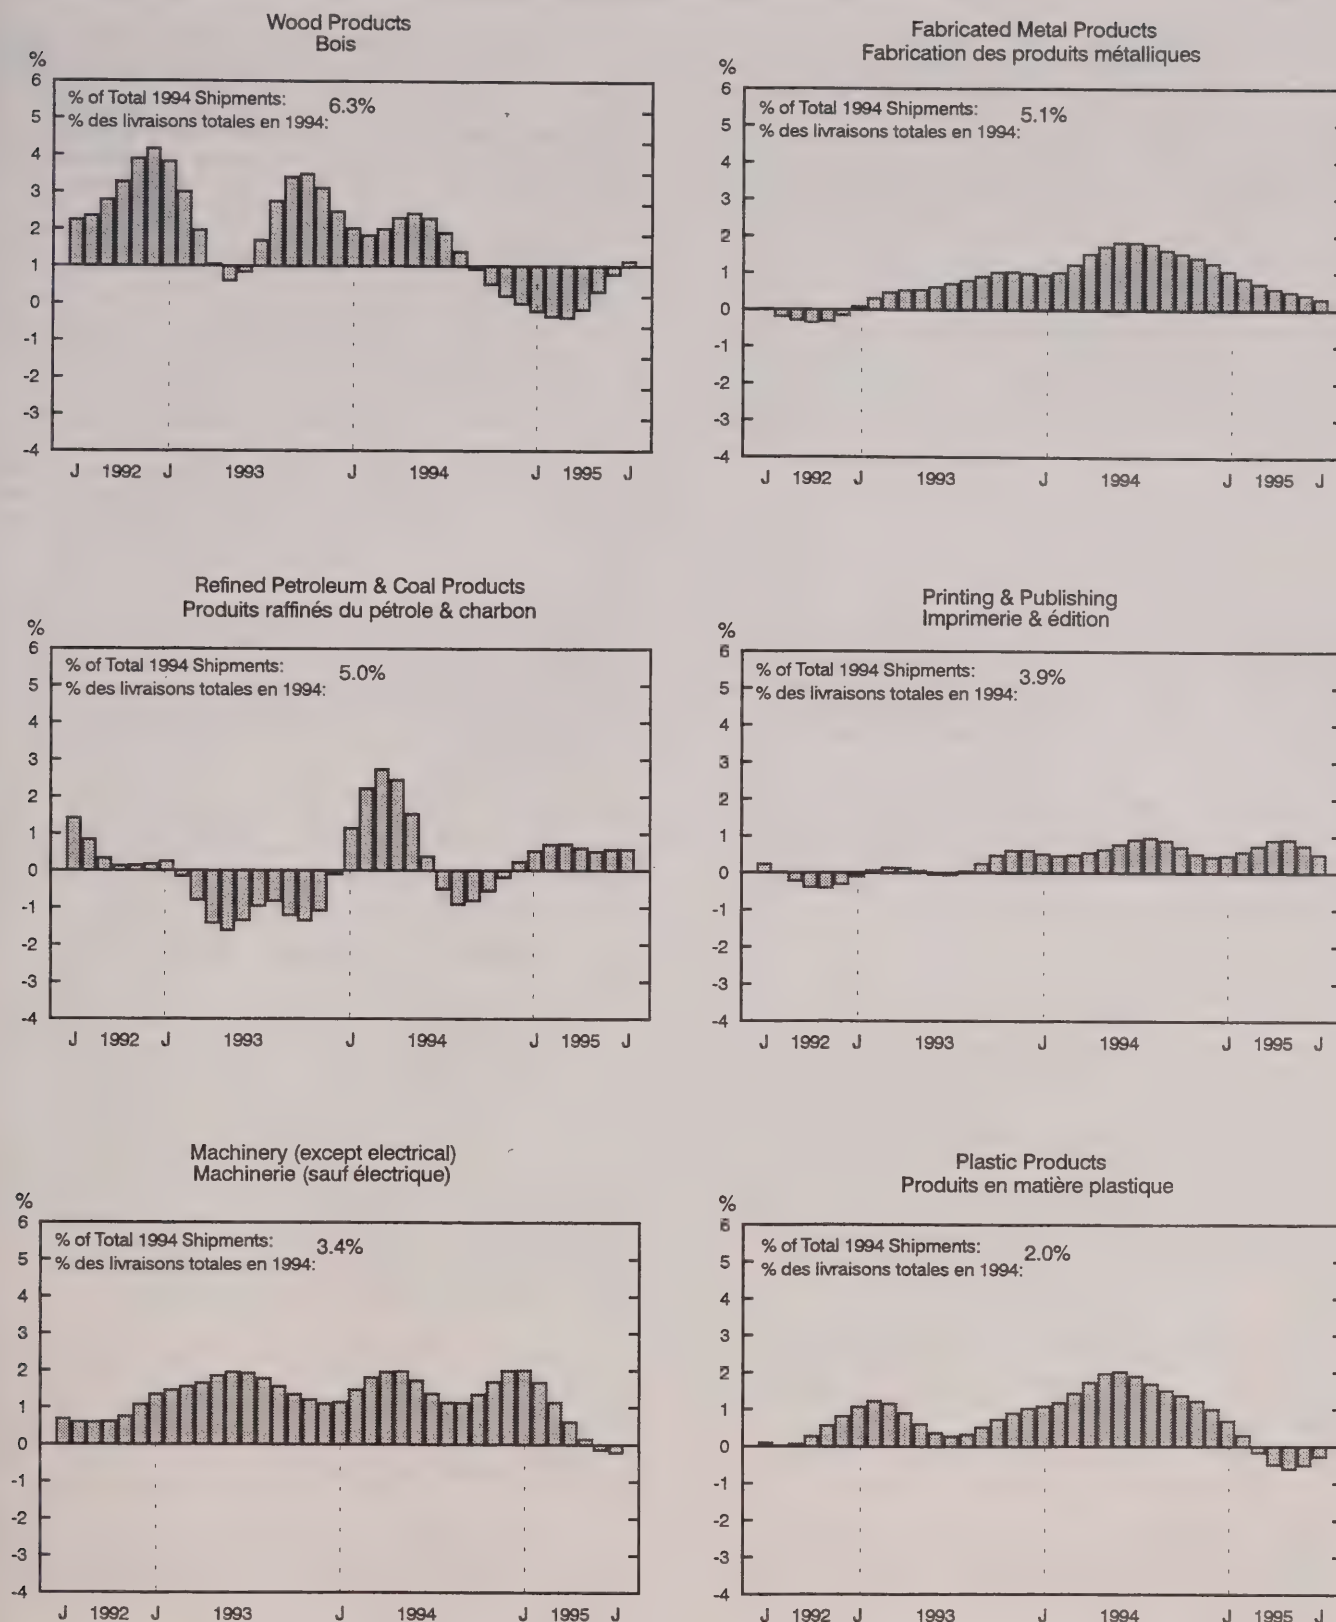 Wood Products
Bois
%
6
5
4
3
2
1
0
-1
-2
-3
-4
% of Total 1994 Shipments: 6.3%
% des livraisons totales en 1994:
J 1992 J 1993 J 1994 J 1995 J
Fabricated Metal Products
Fabrication des produits métalliques
%
6
5
4
3
2
1
0
-1
-2
-3
-4
% of Total 1994 Shipments: 5.1%
% des livraisons totales en 1994:
J 1992 J 1993 J 1994 J 1995 J
Refined Petroleum & Coal Products
Produits raffinés du pétrole & charbon
%
6
5
4
3
2
1
0
-1
-2
-3
-4
% of Total 1994 Shipments: 5.0%
% des livraisons totales en 1994:
J 1992 J 1993 J 1994 J 1995 J
Printing & Publishing
Imprimerie & édition
%
6
5
4
3
2
1
0
-1
-2
-3
-4
% of Total 1994 Shipments: 3.9%
% des livraisons totales en 1994:
J 1992 J 1993 J 1994 J 1995 J
Machinery (except electrical)
Machinerie (sauf électrique)
%
6
5
4
3
2
1
0
-1
-2
-3
-4
% of Total 1994 Shipments: 3.4%
% des livraisons totales en 1994:
J 1992 J 1993 J 1994 J 1995 J
Plastic Products
Produits en matière plastique
%
6
5
4
3
2
1
0
-1
-2
-3
-4
% of Total 1994 Shipments: 2.0%
% des livraisons totales en 1994:
J 1992 J 1993 J 1994 J 1995 J